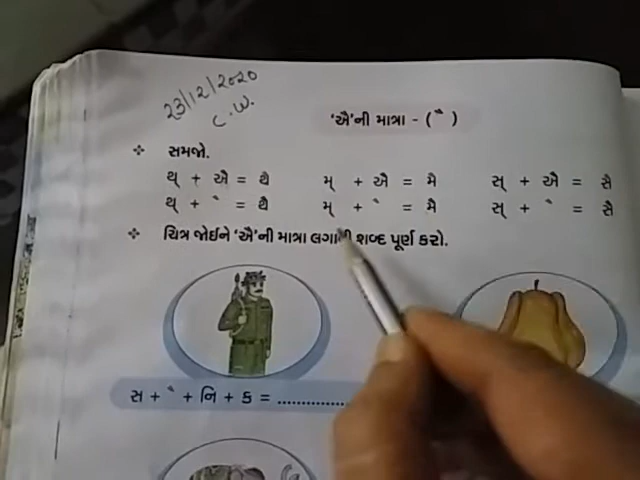 23/12/2020
C.W.
'ઐ'ની માત્રા - ( ૈ )
❖ સમજો.
થ્ + ઐ = થૈ મ્ + ઐ = મૈ સ્ + ઐ = સૈ
થ્ + ૈ = થૈ મ્ + ૈ = મૈ સ્ + ૈ = સૈ
❖ ચિત્ર જોઈને 'ઐ'ની માત્રા લગાવી શબ્દ પૂર્ણ કરો.
સ + ૈ + નિ + ક = ..............